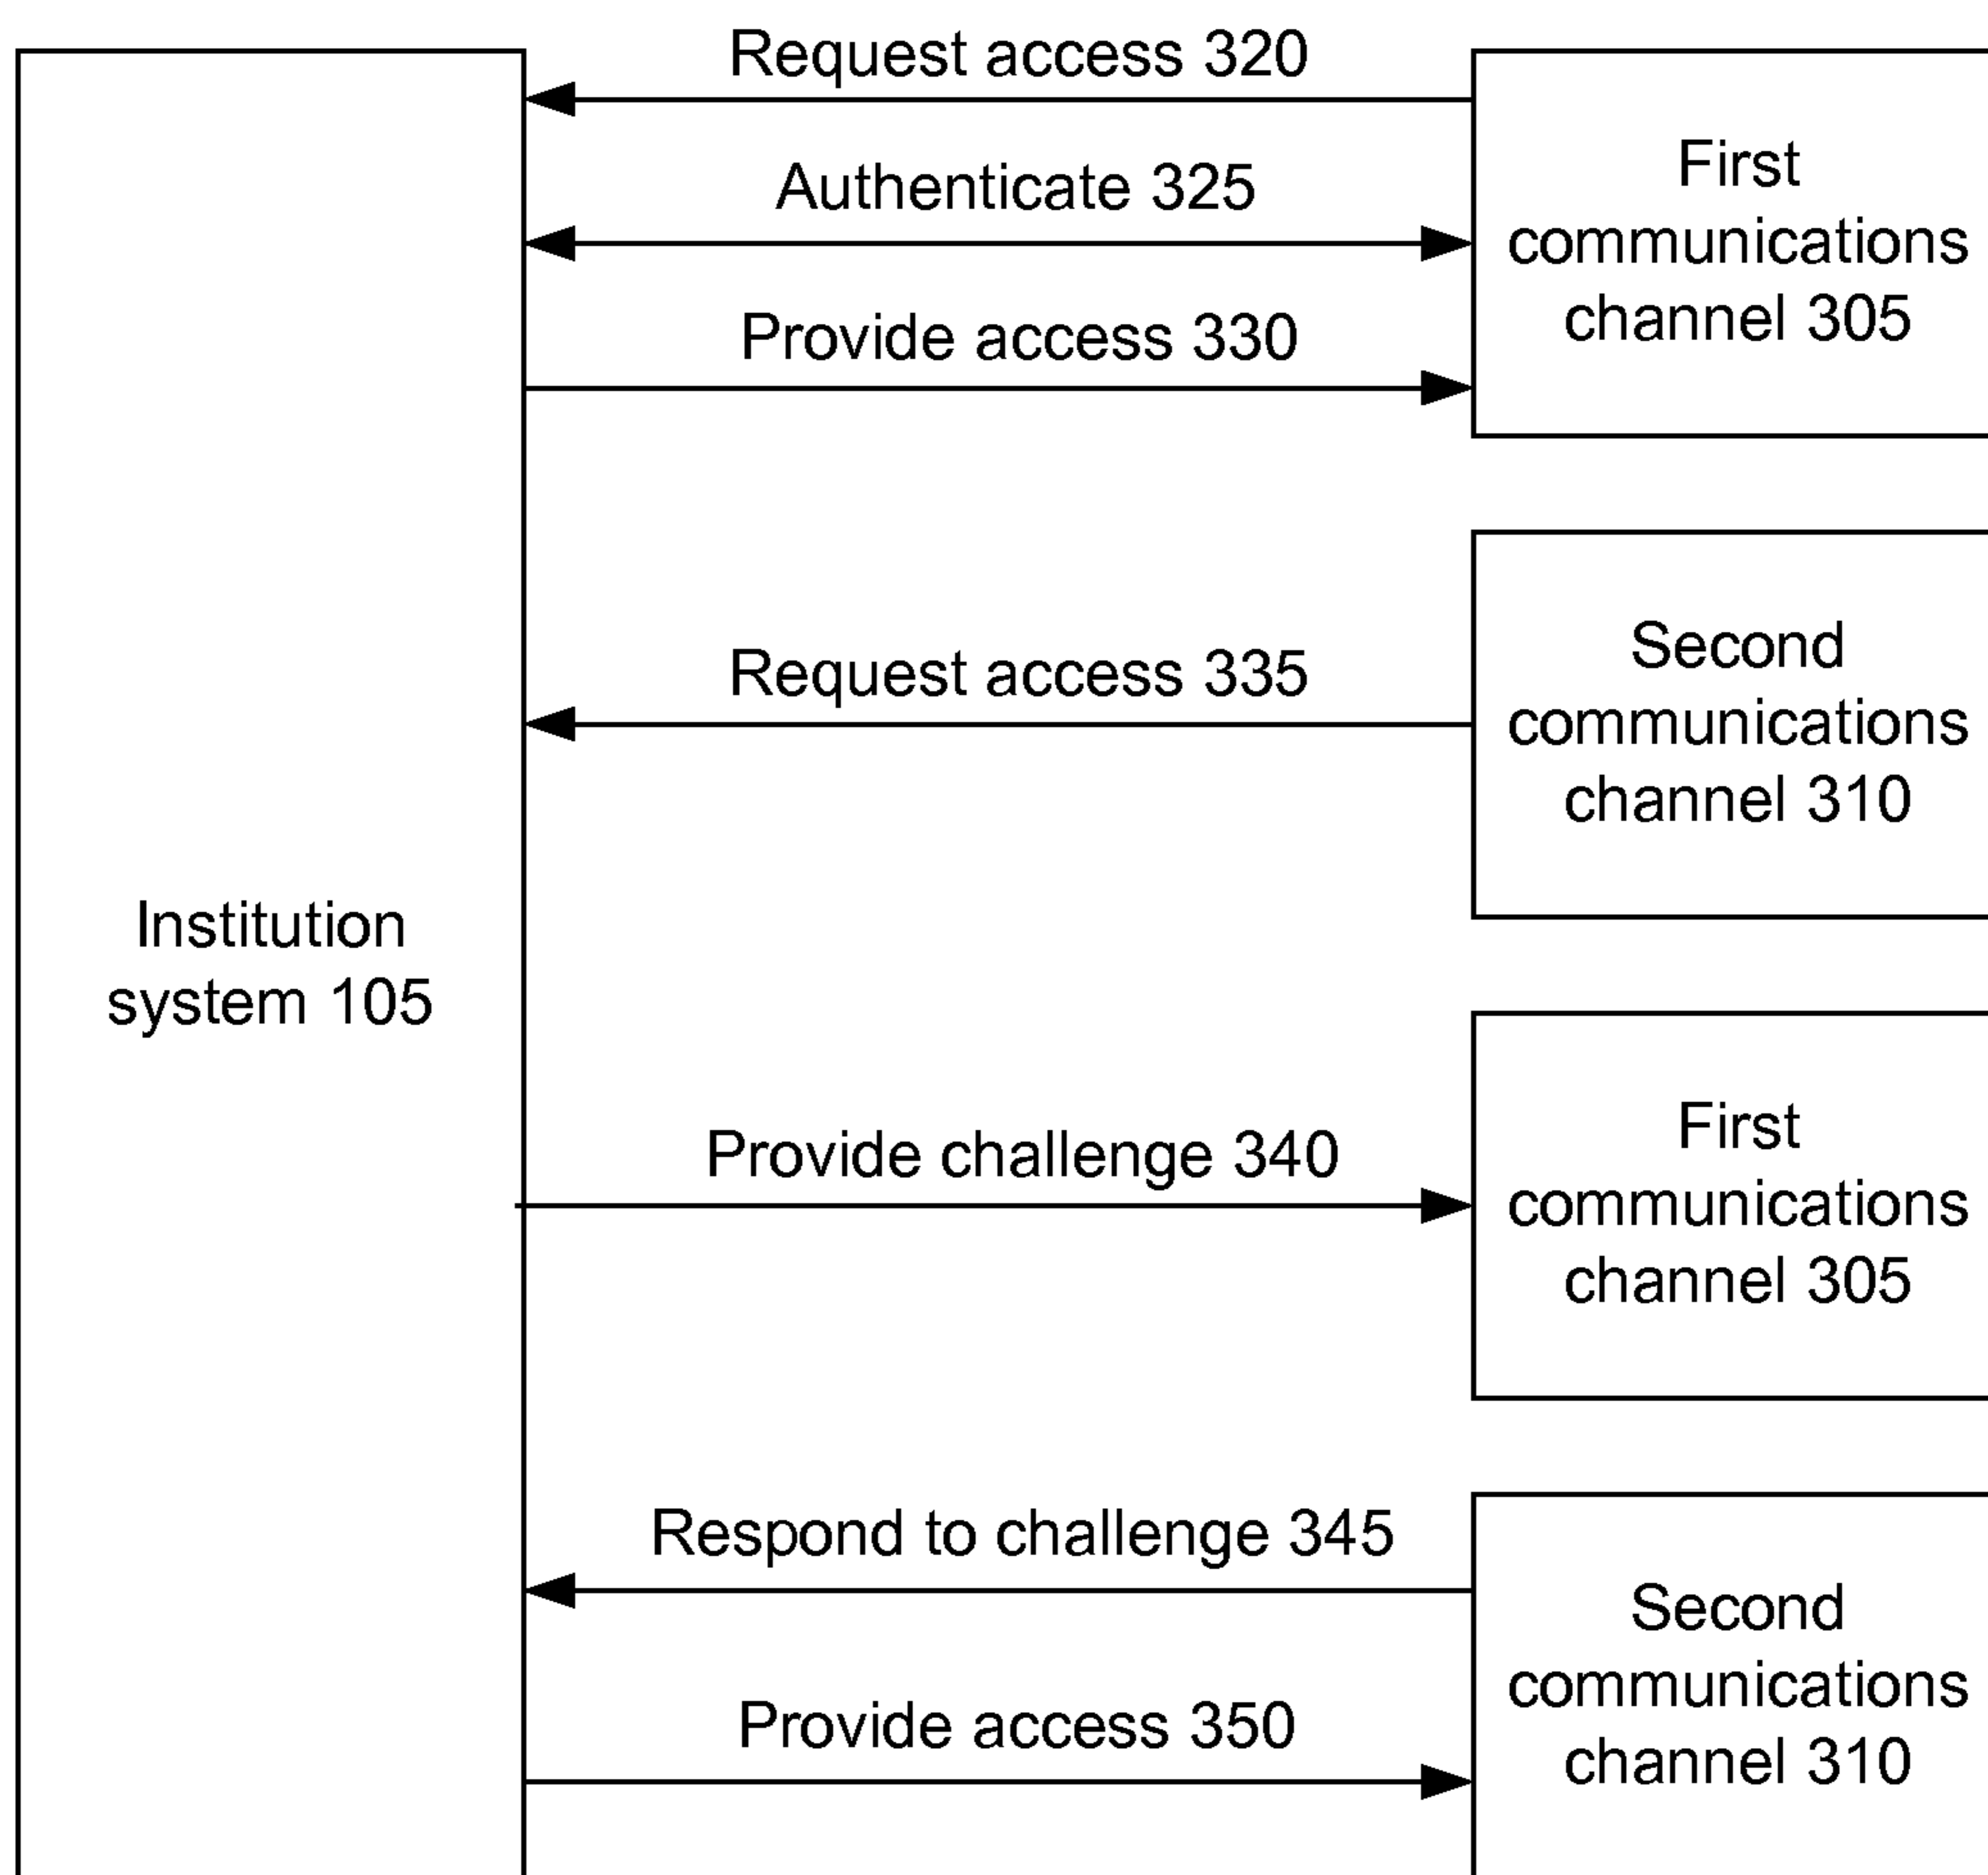 Request access 320
Authenticate 325
Provide access 330
First
communications
channel 305
Request access 335
Second
communications
channel 310
Institution
system 105
Provide challenge 340
First
communications
channel 305
Respond to challenge 345
Provide access 350
Second
communications
channel 310